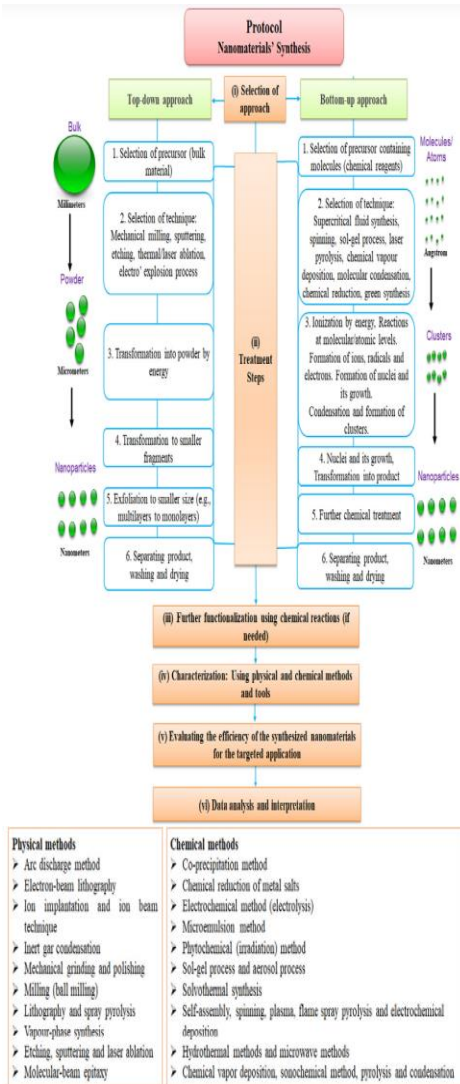 Protocol
Nanomaterials' Synthesis
(i) Selection of
approach
Top-down approach
Bottom-up approach
Bulk
Millimeters
Powder
Micrometers
Nanoparticles
Nanometers
1. Selection of precursor (bulk
material)
2. Selection of technique:
Mechanical milling, sputtering,
etching, thermal/laser ablation,
electro' explosion process
3. Transformation into powder by
energy
4. Transformation to smaller
fragments
5. Exfoliation to smaller size (e.g.,
multilayers to monolayers)
6. Separating product,
washing and drying
(ii)
Treatment
Steps
1. Selection of precursor containing
molecules (chemical reagents)
2. Selection of technique:
Supercritical fluid synthesis,
spinning, sol-gel process, laser
pyrolysis, chemical vapour
deposition, molecular condensation,
chemical reduction, green synthesis
3. Ionization by energy, Reactions
at molecular/atomic levels.
Formation of ions, radicals and
electrons. Formation of nuclei and
its growth.
Condensation and formation of
clusters.
4. Nuclei and its growth,
Transformation into product
5. Further chemical treatment
6. Separating product,
washing and drying
Molecules/
Atoms
Angstrom
Clusters
Nanoparticles
Nanometers
(iii) Further functionalization using chemical reactions (if
needed)
(iv) Characterization: Using physical and chemical methods
and tools
(v) Evaluating the efficiency of the synthesized nanomaterials
for the targeted application
(vi) Data analysis and interpretation
Physical methods
➢ Arc discharge method
➢ Electron-beam lithography
➢ Ion implantation and ion beam
technique
➢ Inert gar condensation
➢ Mechanical grinding and polishing
➢ Milling (ball milling)
➢ Lithography and spray pyrolysis
➢ Vapour-phase synthesis
➢ Etching, sputtering and laser ablation
➢ Molecular-beam epitaxy
Chemical methods
➢ Co-precipitation method
➢ Chemical reduction of metal salts
➢ Electrochemical method (electrolysis)
➢ Microemulsion method
➢ Phytochemical (irradiation) method
➢ Sol-gel process and aerosol process
➢ Solvothermal synthesis
➢ Self-assembly, spinning, plasma, flame spray pyrolysis and electrochemical
deposition
➢ Hydrothermal methods and microwave methods
➢ Chemical vapor deposition, sonochemical method, pyrolysis and condensation